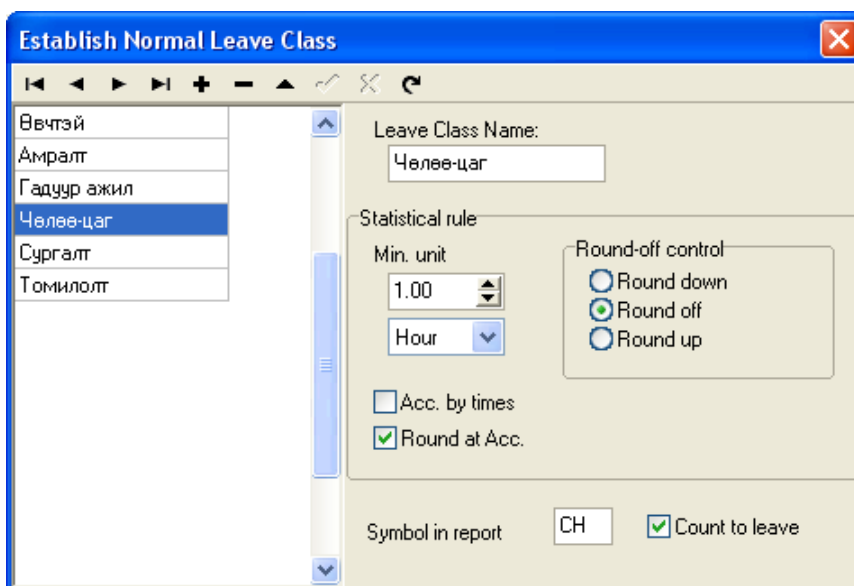 Establish Normal Leave Class
Өвчтэй
Амралт
Гадуур ажил
Чөлөө-цаг
Сургалт
Томилолт
Leave Class Name:
Чөлөө-цаг
Statistical rule
Min. unit
1.00
Hour
Round-off control
Round down
Round off
Round up
Acc. by times
Round at Acc.
Symbol in report
CH
Count to leave